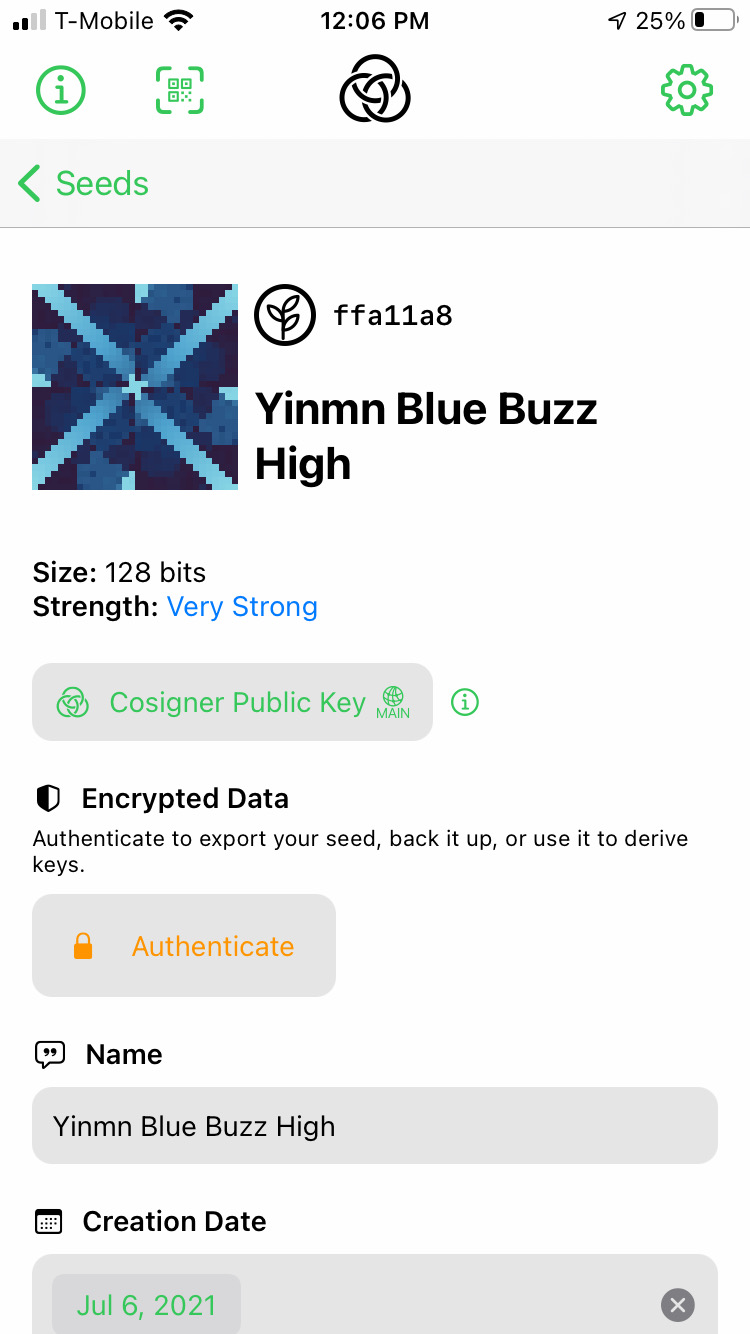 T-Mobile 12:06 PM 25%
Seeds
ffa11a8
Yinmn Blue Buzz
High
Size: 128 bits
Strength: Very Strong
Cosigner Public Key MAIN
Encrypted Data
Authenticate to export your seed, back it up, or use it to derive
keys.
Authenticate
Name
Yinmn Blue Buzz High
Creation Date
Jul 6, 2021